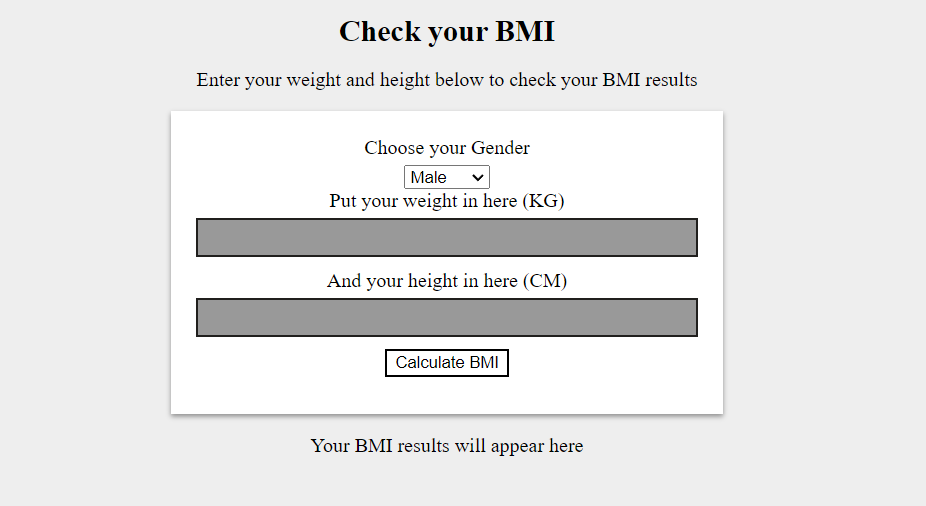 Check your BMI
Enter your weight and height below to check your BMI results
Choose your Gender
Male
Put your weight in here (KG)
And your height in here (CM)
Calculate BMI
Your BMI results will appear here